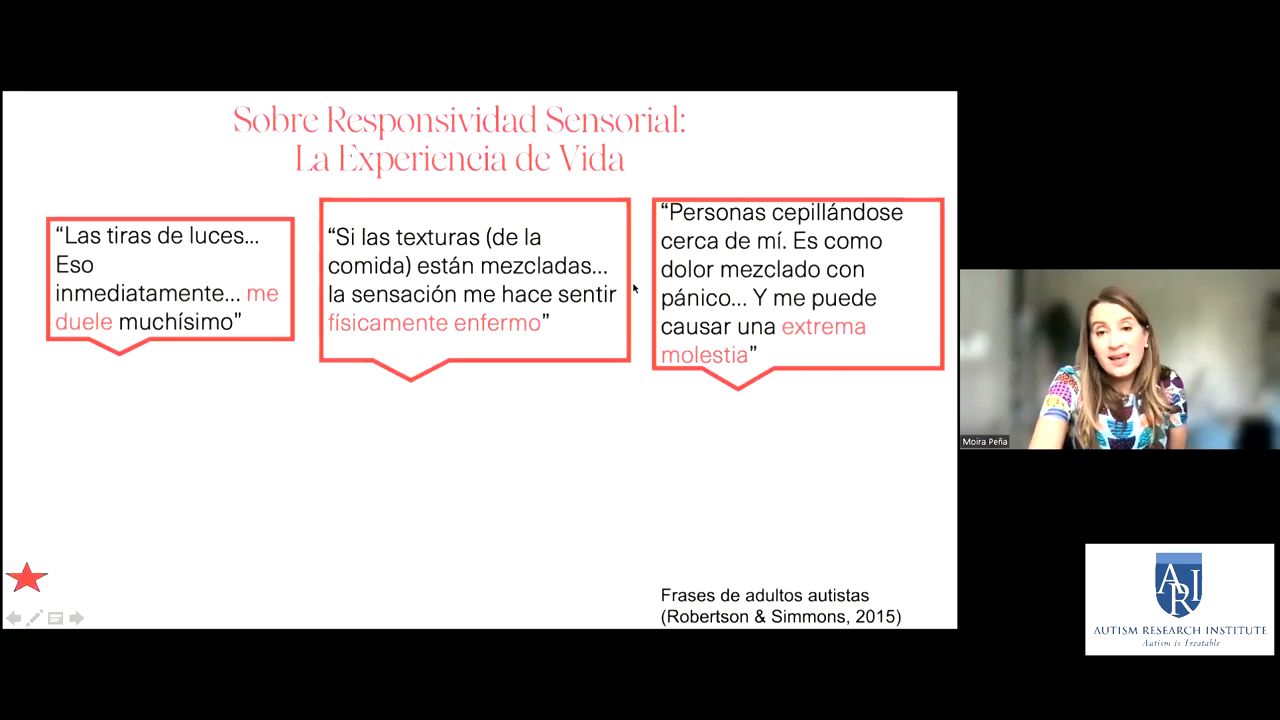 Sobre Responsividad Sensorial:
La Experiencia de Vida
“Las tiras de luces...
Eso
inmediatamente... me
duele muchísimo”
“Si las texturas (de la
comida) están mezcladas...
la sensación me hace sentir
físicamente enfermo”
“Personas cepillándose
cerca de mí. Es como
dolor mezclado con
pánico... Y me puede
causar una extrema
molestia”
Frases de adultos autistas
(Robertson & Simmons, 2015)
Moira Peña
ARI
AUTISM RESEARCH INSTITUTE
Autism is Treatable